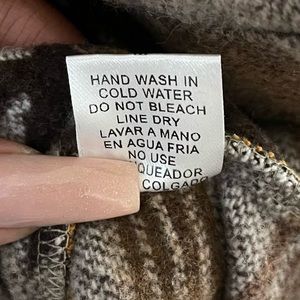 HAND WASH IN
COLD WATER
DO NOT BLEACH
LINE DRY
LAVAR A MANO
EN AGUA FRIA
NO USE
QUEADOR
COLGADO